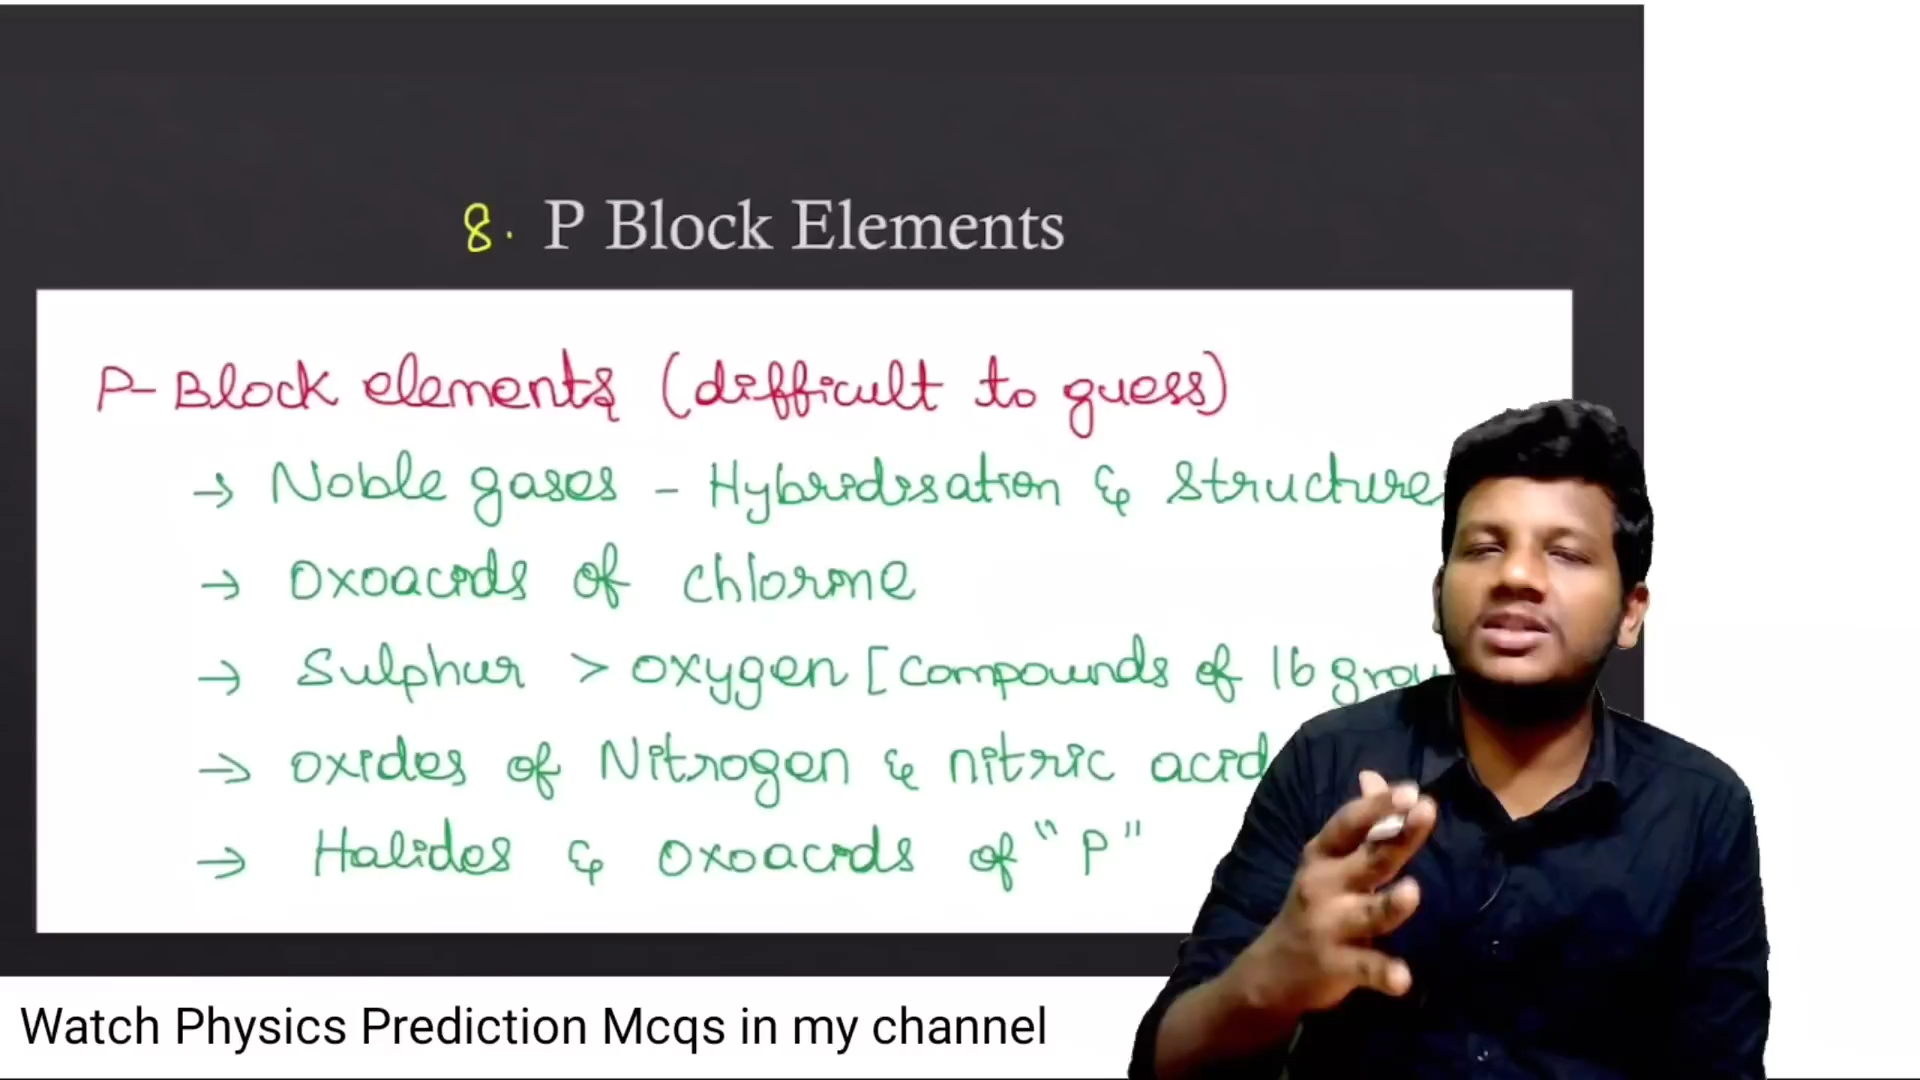 8. P Block Elements
P-Block elements (difficult to guess)
→ Noble gases - Hybridisation & structure
→ oxoacids of chlorine
→ Sulphur > oxygen [compounds of 16 grou
→ oxides of Nitrogen & nitric acid
→ Halides & oxoacids of "P"
Watch Physics Prediction Mcqs in my channel